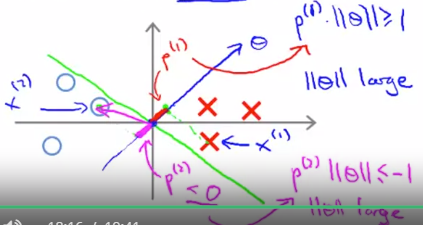 p⁽¹⁾·||θ|| ≥ 1
p⁽¹⁾
θ
||θ|| large
x⁽²⁾
x⁽¹⁾
p⁽²⁾
< 0
p⁽²⁾ ||θ|| ≤ -1
||θ|| large